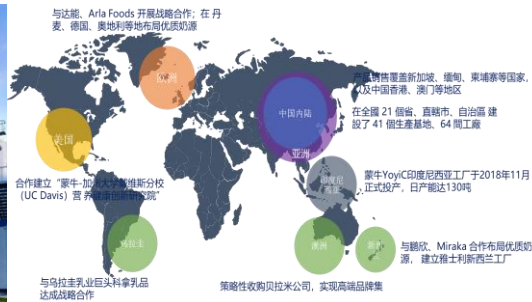 与达能、Arla Foods 开展战略合作；在 丹
麦、德国、奥地利等地布局优质奶
源
欧洲
产品销售覆盖新加坡、缅甸、柬埔寨等国家，
以及中国香港、澳门等地区
中国内陆
在全國 21 個省、直轄市、自治區 建
設了 41 個生產基地、64 間工廠
美国
亚洲
合作建立“蒙牛-加州大学戴维斯分校
（UC Davis）营 养健康创新研究院”
印度尼
西亚
蒙牛YoyiC印度尼西亚工厂于2018年11月
正式投产，日产能达130吨
乌拉圭
澳洲
与鹏欣、Miraka 合作布局优质奶
源， 建立雅士利新西兰工厂
与乌拉圭乳业巨头科拿乳品
达成战略合作
策略性收购贝拉米公司，实现高端品牌集